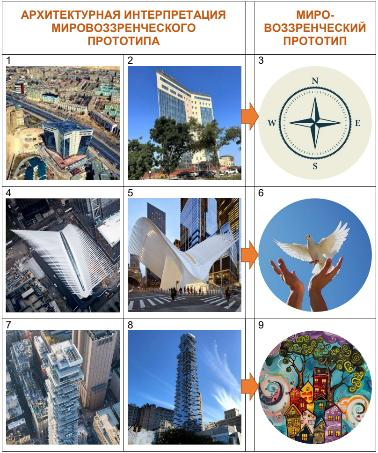 АРХИТЕКТУРНАЯ ИНТЕРПРЕТАЦИЯ
МИРОВОЗЗРЕНЧЕСКОГО
ПРОТОТИПА
МИРО-
ВОЗЗРЕНЧЕСКИЙ
ПРОТОТИП
1
2
3
N
W
E
S
4
5
6
7
8
9